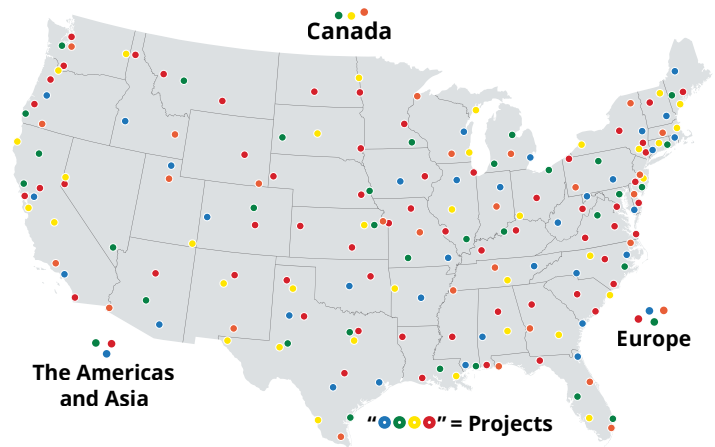 Canada
Europe
The Americas
and Asia
“” = Projects